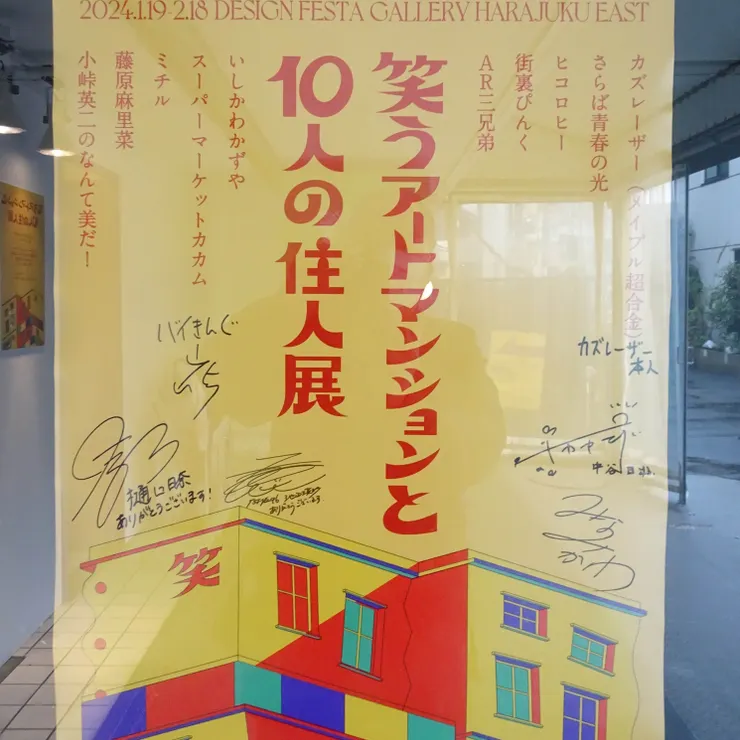 2024.1.19-2.18 DESIGN FESTA GALLERY HARAJUKU EAST
カズレーザー(メイプル超合金)
さらば青春の光
ヒコロヒー
街裏ぴんく
AR三兄弟
笑うアートマンションと
10人の住人展
いしかわかずや
スーパーマーケットカカム
ミチル
藤原麻里菜
小峠英二のなんて美だ!
バイきんぐ
カズレーザー
本人
樋口日奈
ありがとうございます!
中谷日
みな
笑